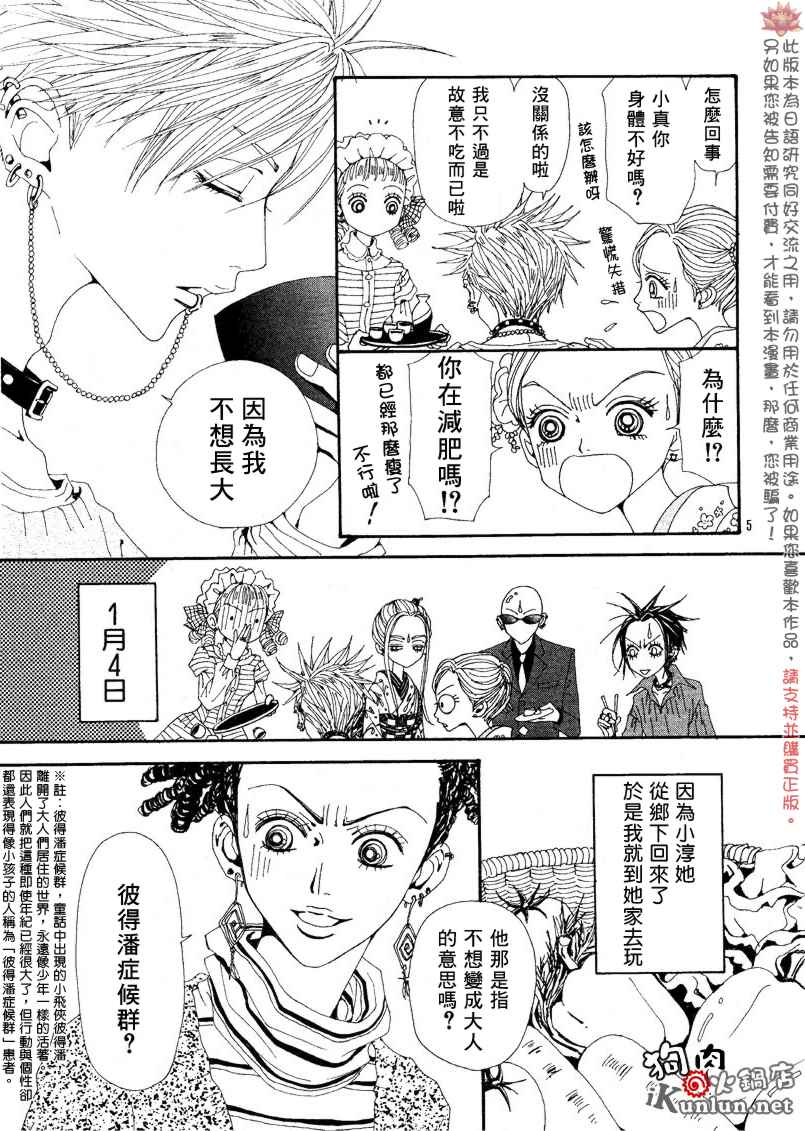 怎麼回事
小真你
身體不好嗎？
該怎麼辦呀
驚慌失措
沒關係的啦
我只不過是
故意不吃而已啦
為什麼!?
你在減肥嗎!?
都已經那麼瘦了
不行啦！
因為我
不想長大
5
1月4日
因為小淳她
從鄉下回來了
於是我就到她家去玩
他那是指
不想變成大人
的意思嗎？
彼得潘症候群？
※註：彼得潘症候群，童話中出現的小飛俠彼得潘，
離開了大人們居住的世界，永遠像少年一樣的活著。
因此人們就把這種即使年紀已經很大了，但行動與個性卻
都還表現得像小孩子的人稱為「彼得潘症候群」患者。
此版本為日語研究同好交流之用，請勿用於任何商業用途。如果您喜歡本作品，請支持並購買正版。
另如果您被告知需要付費，才能看到本漫畫，那麼，您被騙了！
狗肉火鍋店
iKunlun.net